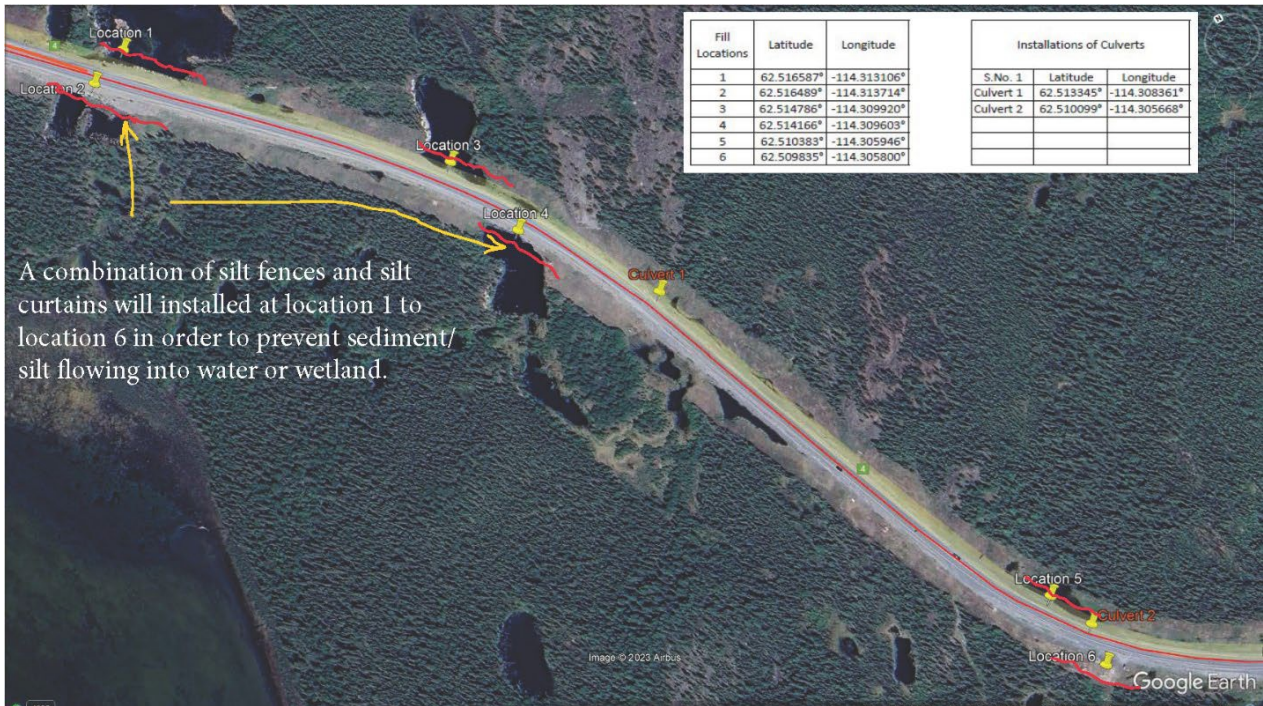 Fill Locations Latitude Longitude
1 62.516587° -114.313106°
2 62.516489° -114.313714°
3 62.514786° -114.309920°
4 62.514166° -114.309603°
5 62.510383° -114.305946°
6 62.509835° -114.305800°
Installations of Culverts
S.No. 1 Latitude Longitude
Culvert 1 62.513345° -114.308361°
Culvert 2 62.510099° -114.305668°
Location 1
4
Location 2
Location 3
Location 4
Culvert 1
A combination of silt fences and silt
curtains will installed at location 1 to
location 6 in order to prevent sediment/
silt flowing into water or wetland.
4
Location 5
Culvert 2
Location 6
Image © 2023 Airbus
Google Earth